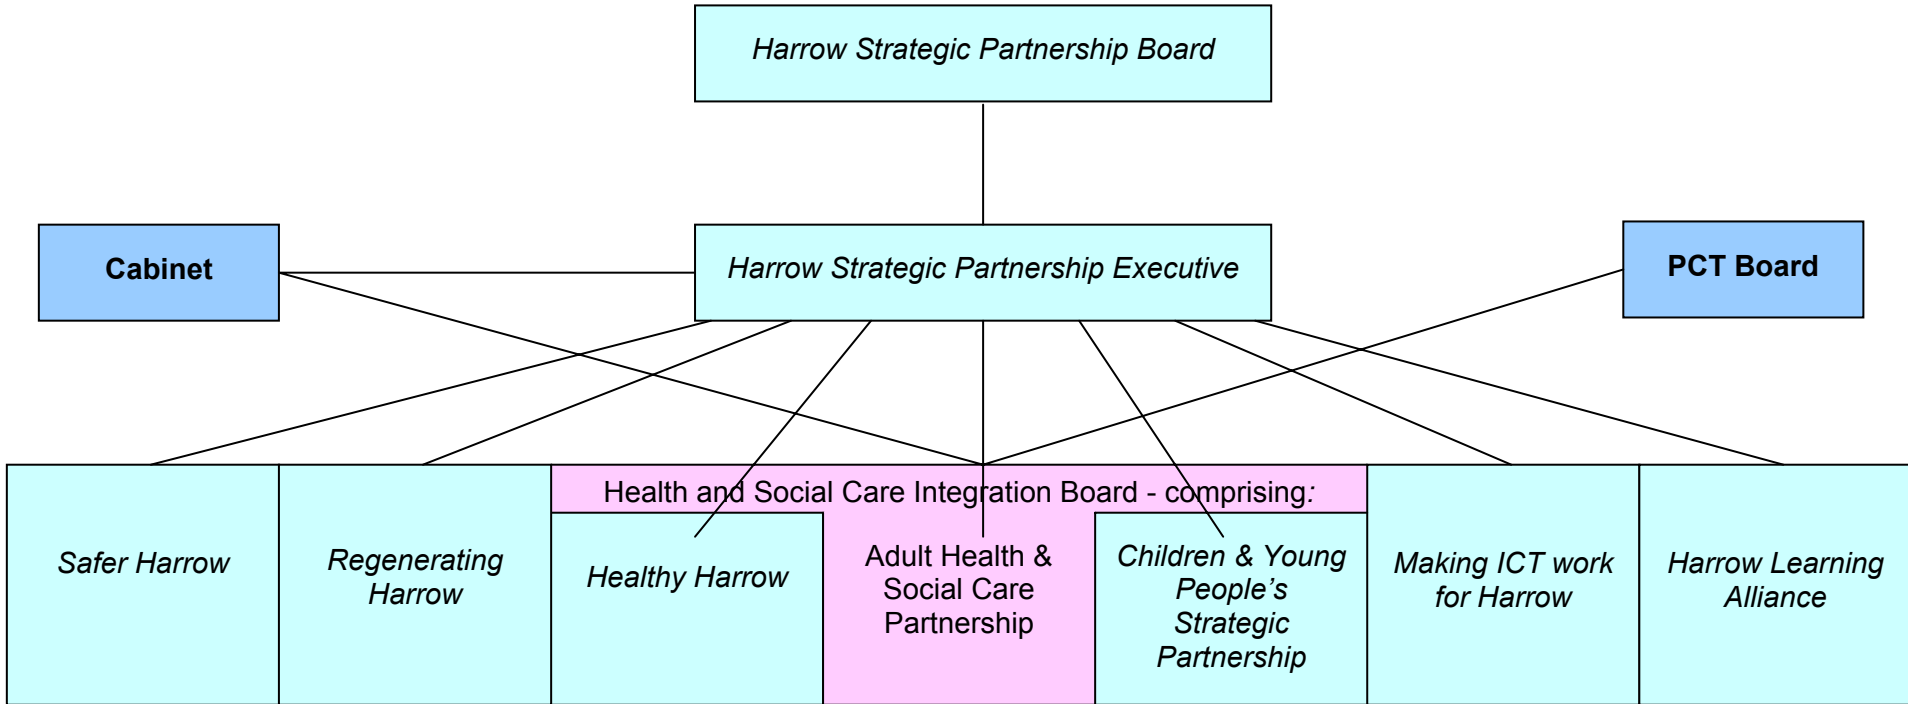 Harrow Strategic Partnership Board
Cabinet
Harrow Strategic Partnership Executive
PCT Board
Health and Social Care Integration Board - comprising:
Safer Harrow
Regenerating
Harrow
Healthy Harrow
Adult Health &
Social Care
Partnership
Children & Young
People’s
Strategic
Partnership
Making ICT work
for Harrow
Harrow Learning
Alliance